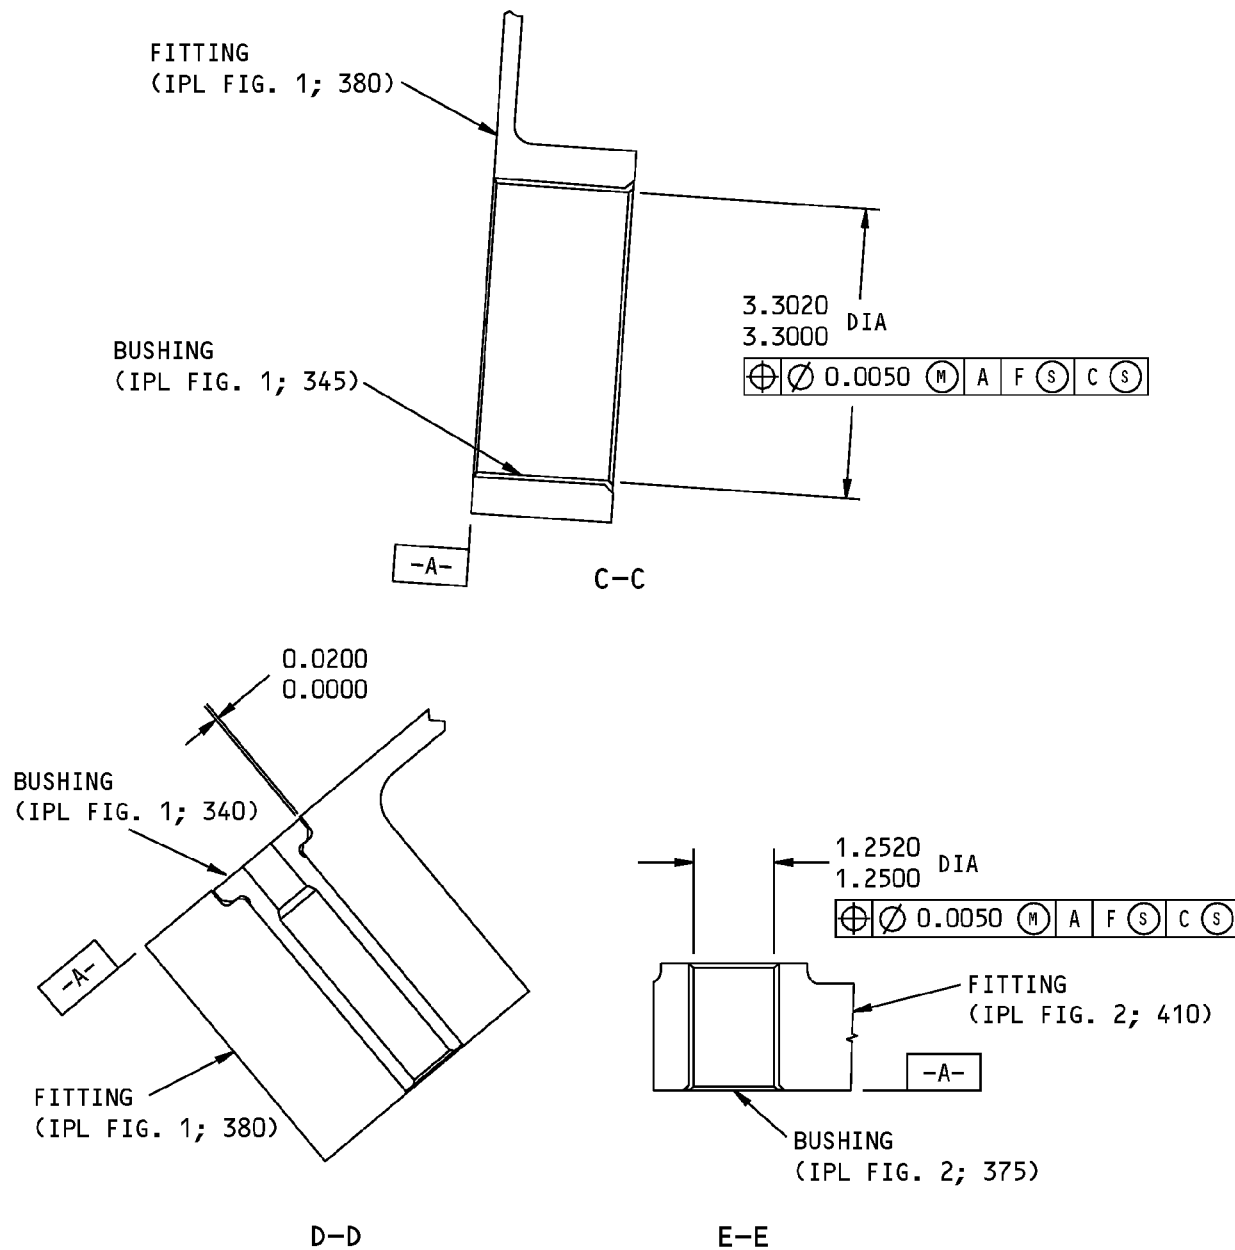 FITTING
(IPL FIG. 1; 380)
3.3020
3.3000
DIA
⌖ ⌀ 0.0050 Ⓜ A F Ⓢ C Ⓢ
BUSHING
(IPL FIG. 1; 345)
-A-
C-C
0.0200
0.0000
BUSHING
(IPL FIG. 1; 340)
-A-
FITTING
(IPL FIG. 1; 380)
D-D
1.2520
1.2500
DIA
⌖ ⌀ 0.0050 Ⓜ A F Ⓢ C Ⓢ
FITTING
(IPL FIG. 2; 410)
-A-
BUSHING
(IPL FIG. 2; 375)
E-E